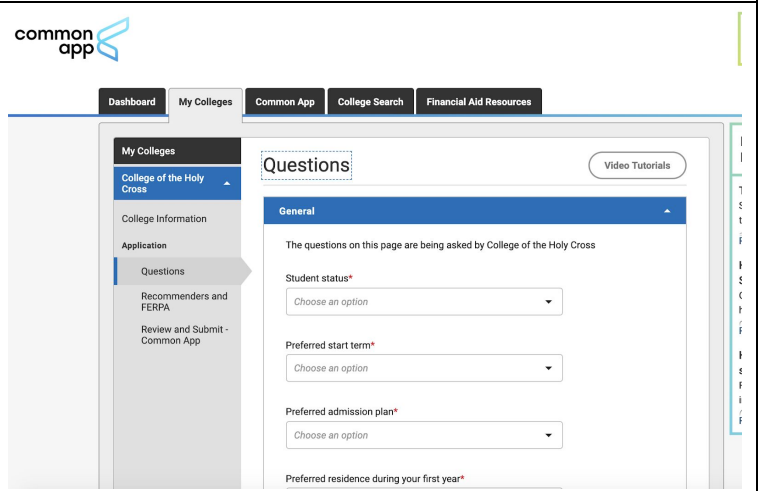 common
app
Dashboard
My Colleges
Common App
College Search
Financial Aid Resources
My Colleges
College of the Holy
Cross
College Information
Application
Questions
Recommenders and
FERPA
Review and Submit -
Common App
Questions
Video Tutorials
General
The questions on this page are being asked by College of the Holy Cross
Student status*
Choose an option
Preferred start term*
Choose an option
Preferred admission plan*
Choose an option
Preferred residence during your first year*